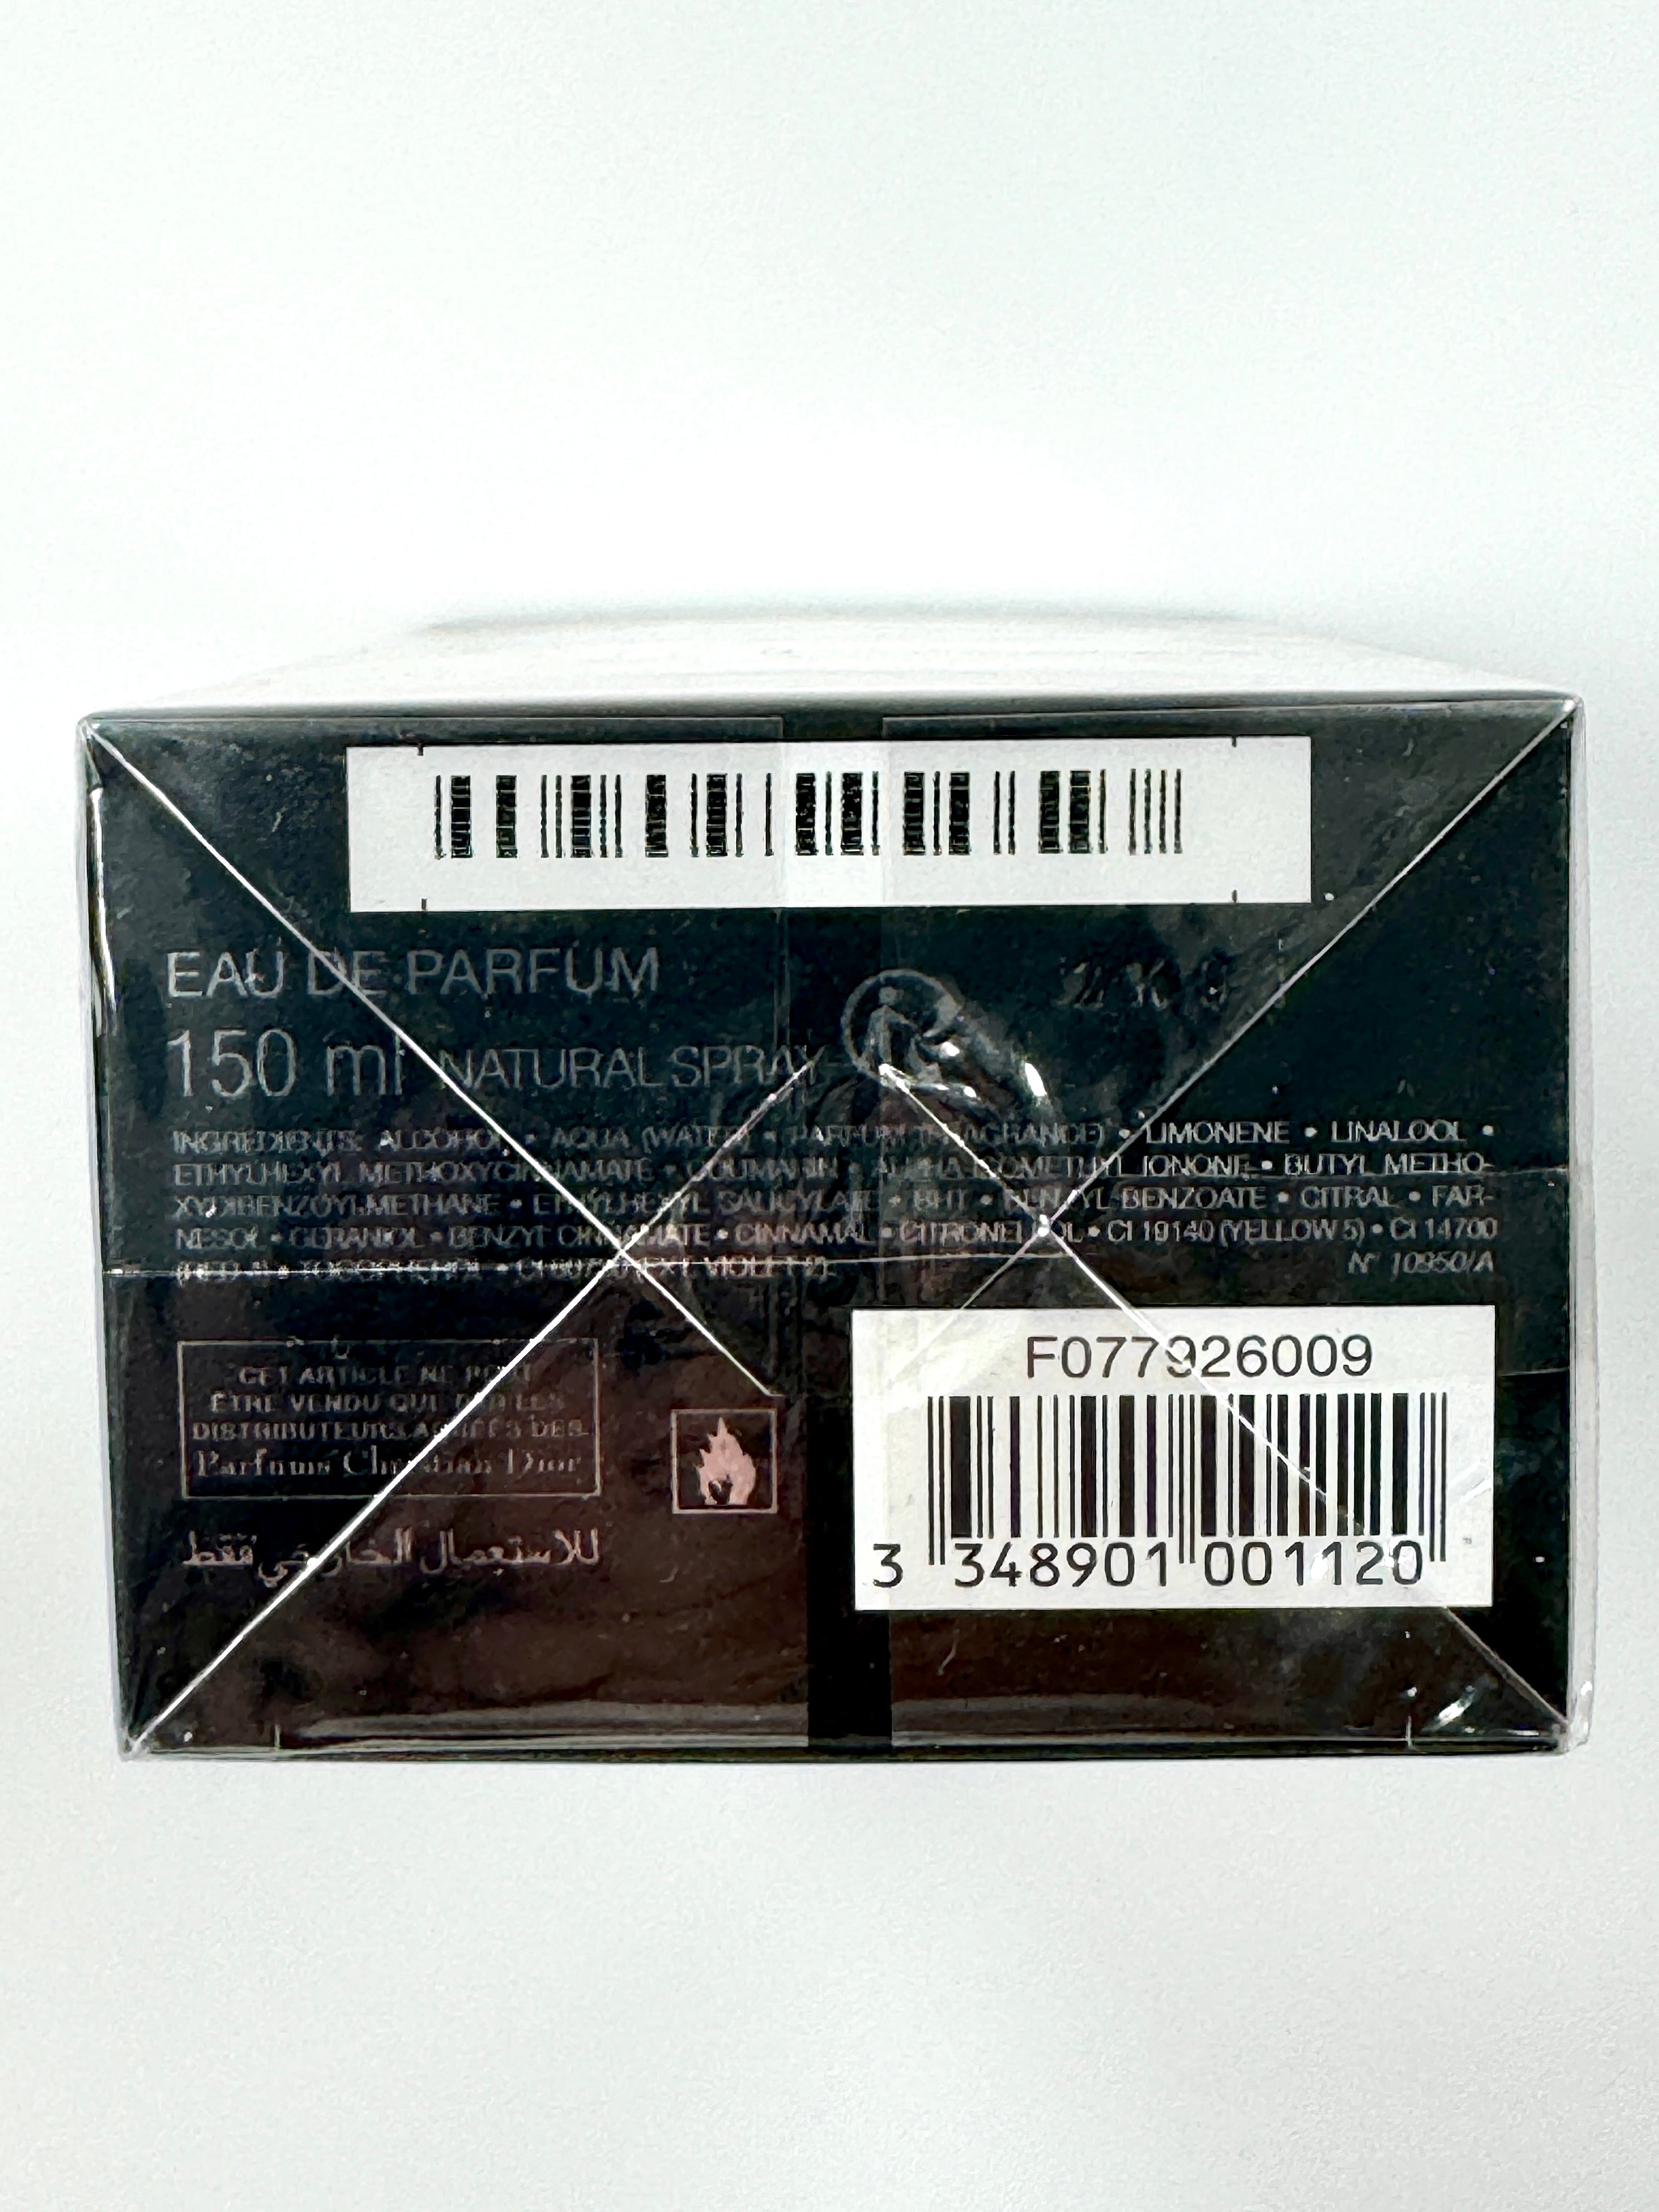 EAU DE PARFUM
150 ml NATURAL SPRAY
INGREDIENTS: ALCOHOL • AQUA (WATER) • PARFUM (FRAGRANCE) • LIMONENE • LINALOOL •
ETHYLHEXYL METHOXYCINNAMATE • COUMARIN • ALPHA-ISOMETHYL IONONE • BUTYL METHO-
XYDIBENZOYLMETHANE • ETHYLHEXYL SALICYLATE • BHT • BENZYL BENZOATE • CITRAL • FAR-
NESOL • GERANIOL • BENZYL CINNAMATE • CINNAMAL • CITRONELLOL • CI 19140 (YELLOW 5) • CI 14700
(EXT. VIOLET 2).
N° 10950/A
CET ARTICLE NE PEUT
ÊTRE VENDU QUE PAR LES
DISTRIBUTEURS AGRÉÉS DES
Parfums Christian Dior
للاستعمال الخارجي فقط
F077926009
3 348901 001120